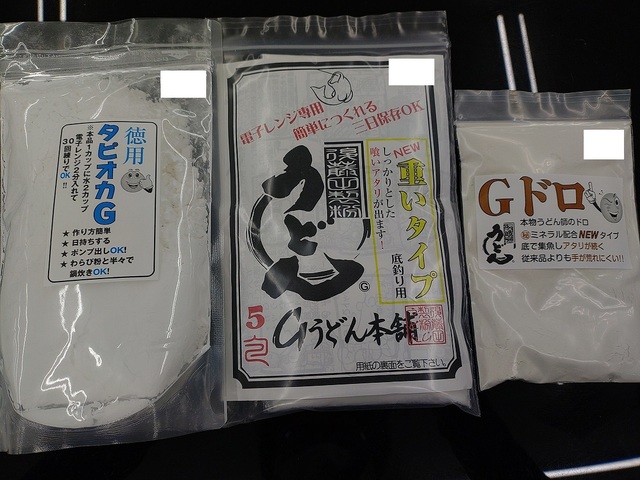 徳用
タピオカG
※本品1カップに水2カップ
電子レンジ2分入れて
30回練りでOK!!
★ 作り方簡単
★ 日持ちする
★ ポンプ出しOK!
★ わらび粉と半々で
鍋炊きOK!
電子レンジ専用
簡単につくれる
三日保存OK
うどん
G
NEW
重いタイプ
しっかりとした
喰いアタリが出ます!
底釣り用
5包
Gうどん本舗
用紙の裏面をご覧下さい。
Gドロ
本物うどん師のドロ
㊙ミネラル配合NEWタイプ
底で集魚しアタリが続く
従来品よりも手が荒れにくい!!
うどん